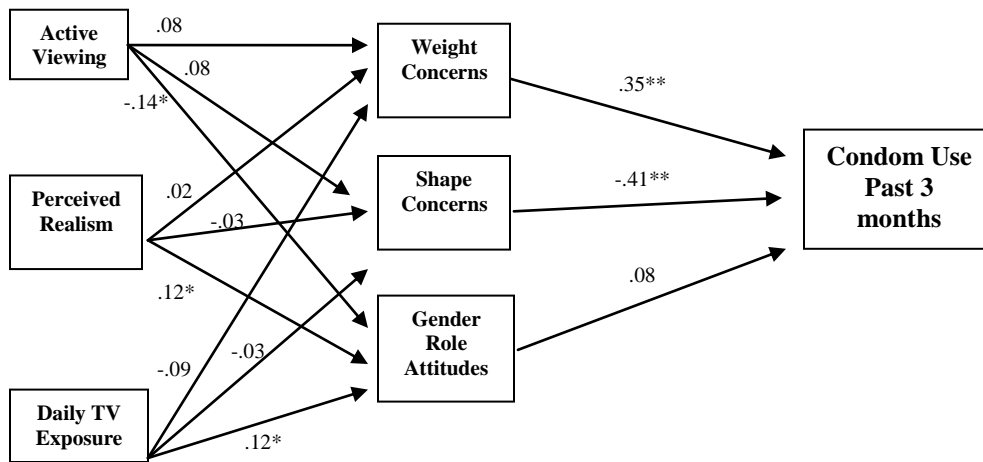 Active
Viewing
Perceived
Realism
Daily TV
Exposure
.08
.08
-.14*
.02
-.03
.12*
-.09
-.03
.12*
Weight
Concerns
Shape
Concerns
Gender
Role
Attitudes
.35**
-.41**
.08
Condom Use
Past 3
months